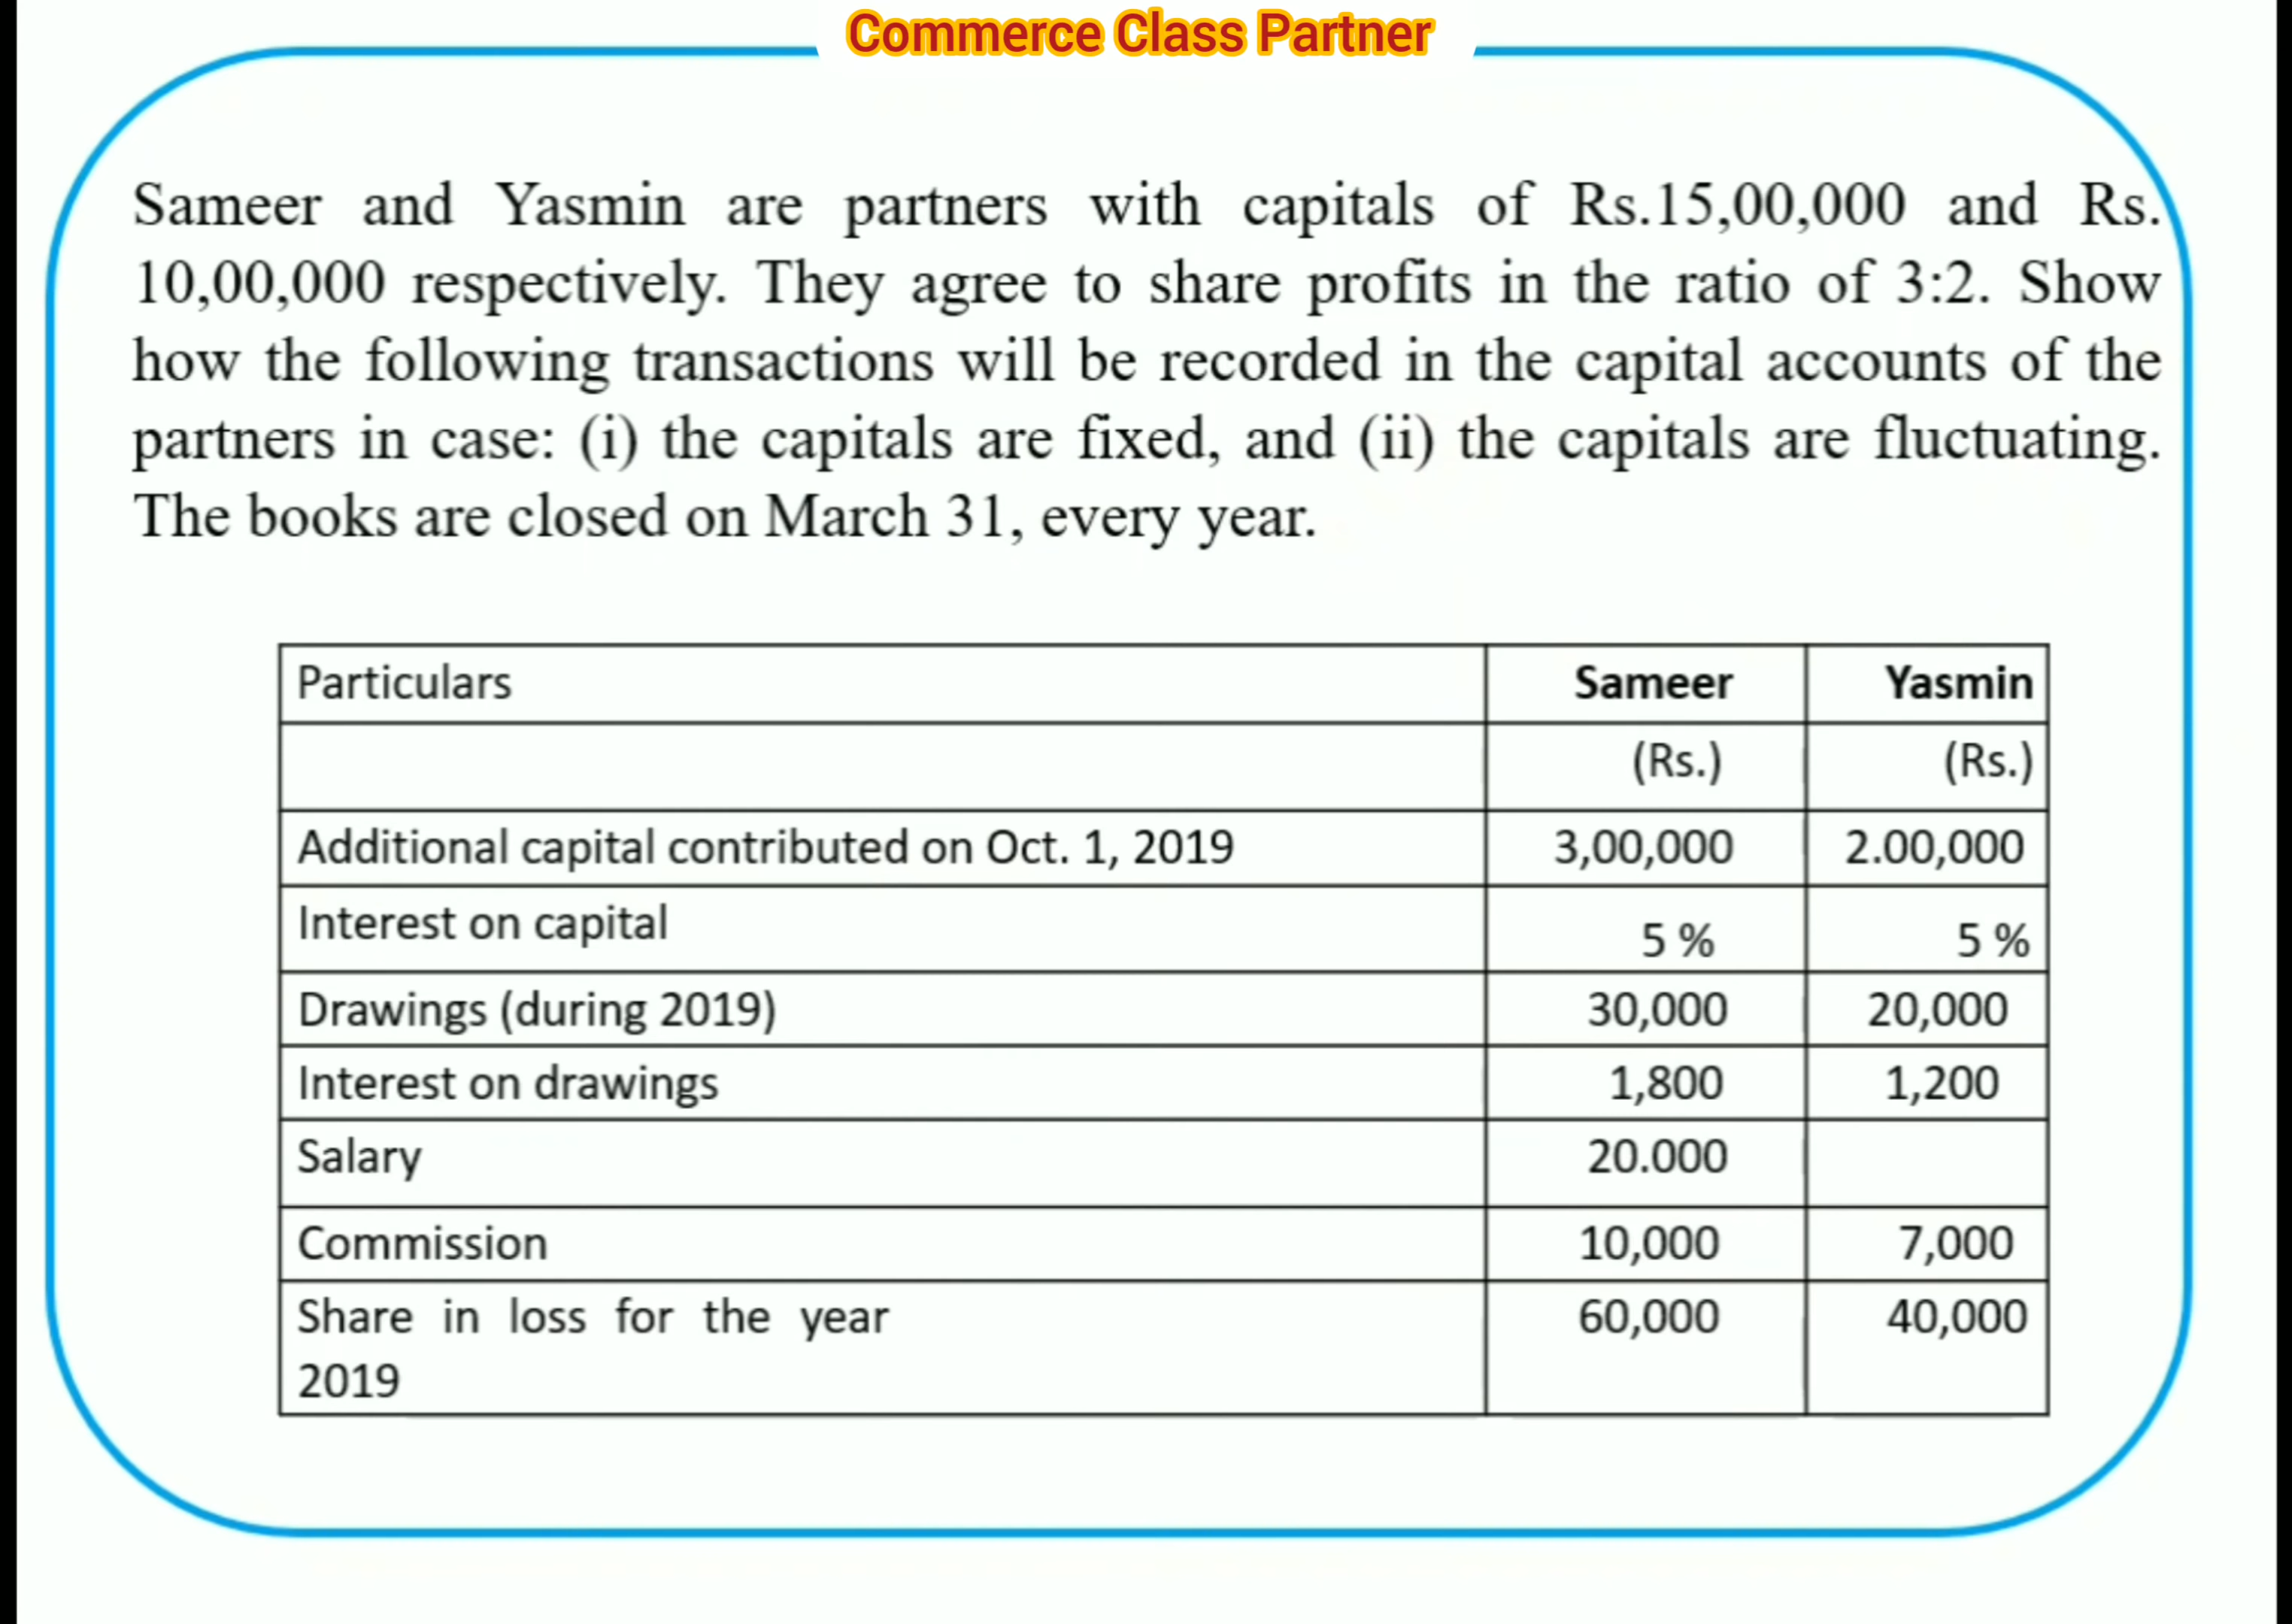 Commerce Class Partner
Sameer and Yasmin are partners with capitals of Rs.15,00,000 and Rs.
10,00,000 respectively. They agree to share profits in the ratio of 3:2. Show
how the following transactions will be recorded in the capital accounts of the
partners in case: (i) the capitals are fixed, and (ii) the capitals are fluctuating.
The books are closed on March 31, every year.
Particulars Sameer Yasmin
(Rs.) (Rs.)
Additional capital contributed on Oct. 1, 2019 3,00,000 2.00,000
Interest on capital 5 % 5 %
Drawings (during 2019) 30,000 20,000
Interest on drawings 1,800 1,200
Salary 20.000
Commission 10,000 7,000
Share in loss for the year 60,000 40,000
2019